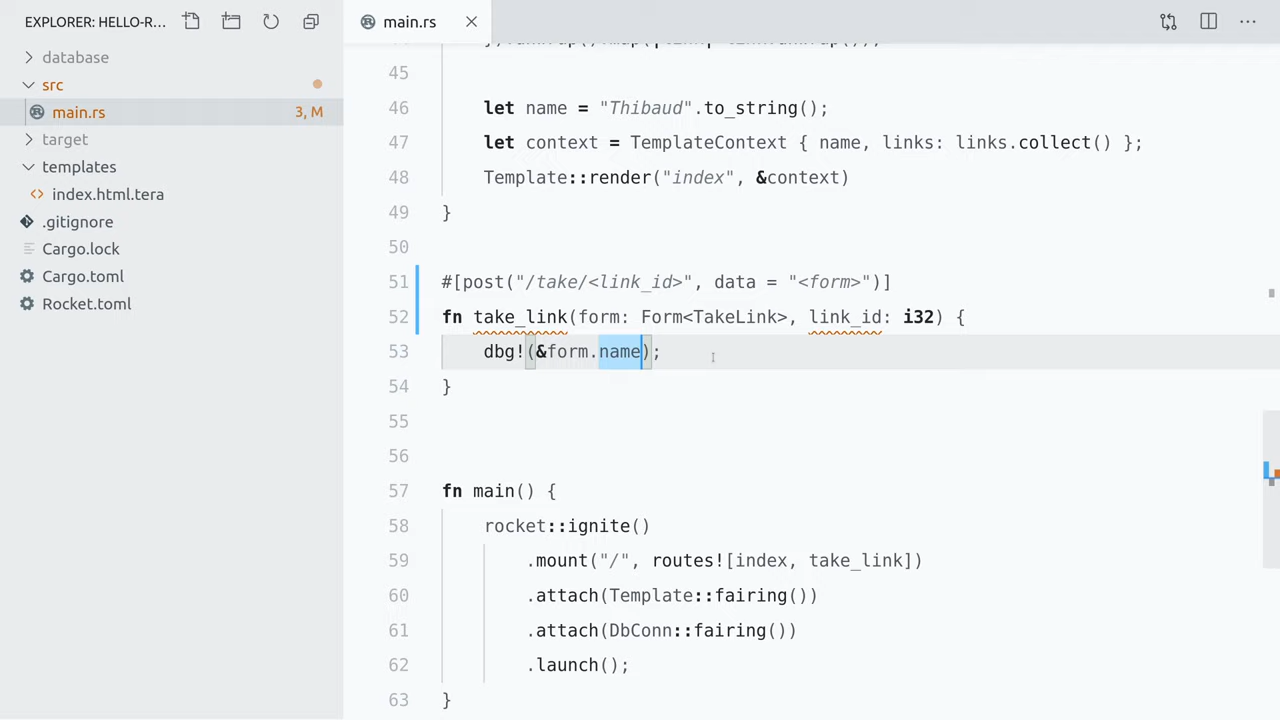 EXPLORER: HELLO-R...
database
src
main.rs 3, M
target
templates
index.html.tera
.gitignore
Cargo.lock
Cargo.toml
Rocket.toml
main.rs
45
46 let name = "Thibaud".to_string();
47 let context = TemplateContext { name, links: links.collect() };
48 Template::render("index", &context)
49 }
50
51 #[post("/take/<link_id>", data = "<form>")]
52 fn take_link(form: Form<TakeLink>, link_id: i32) {
53 dbg!(&form.name);
54 }
55
56
57 fn main() {
58 rocket::ignite()
59 .mount("/", routes![index, take_link])
60 .attach(Template::fairing())
61 .attach(DbConn::fairing())
62 .launch();
63 }